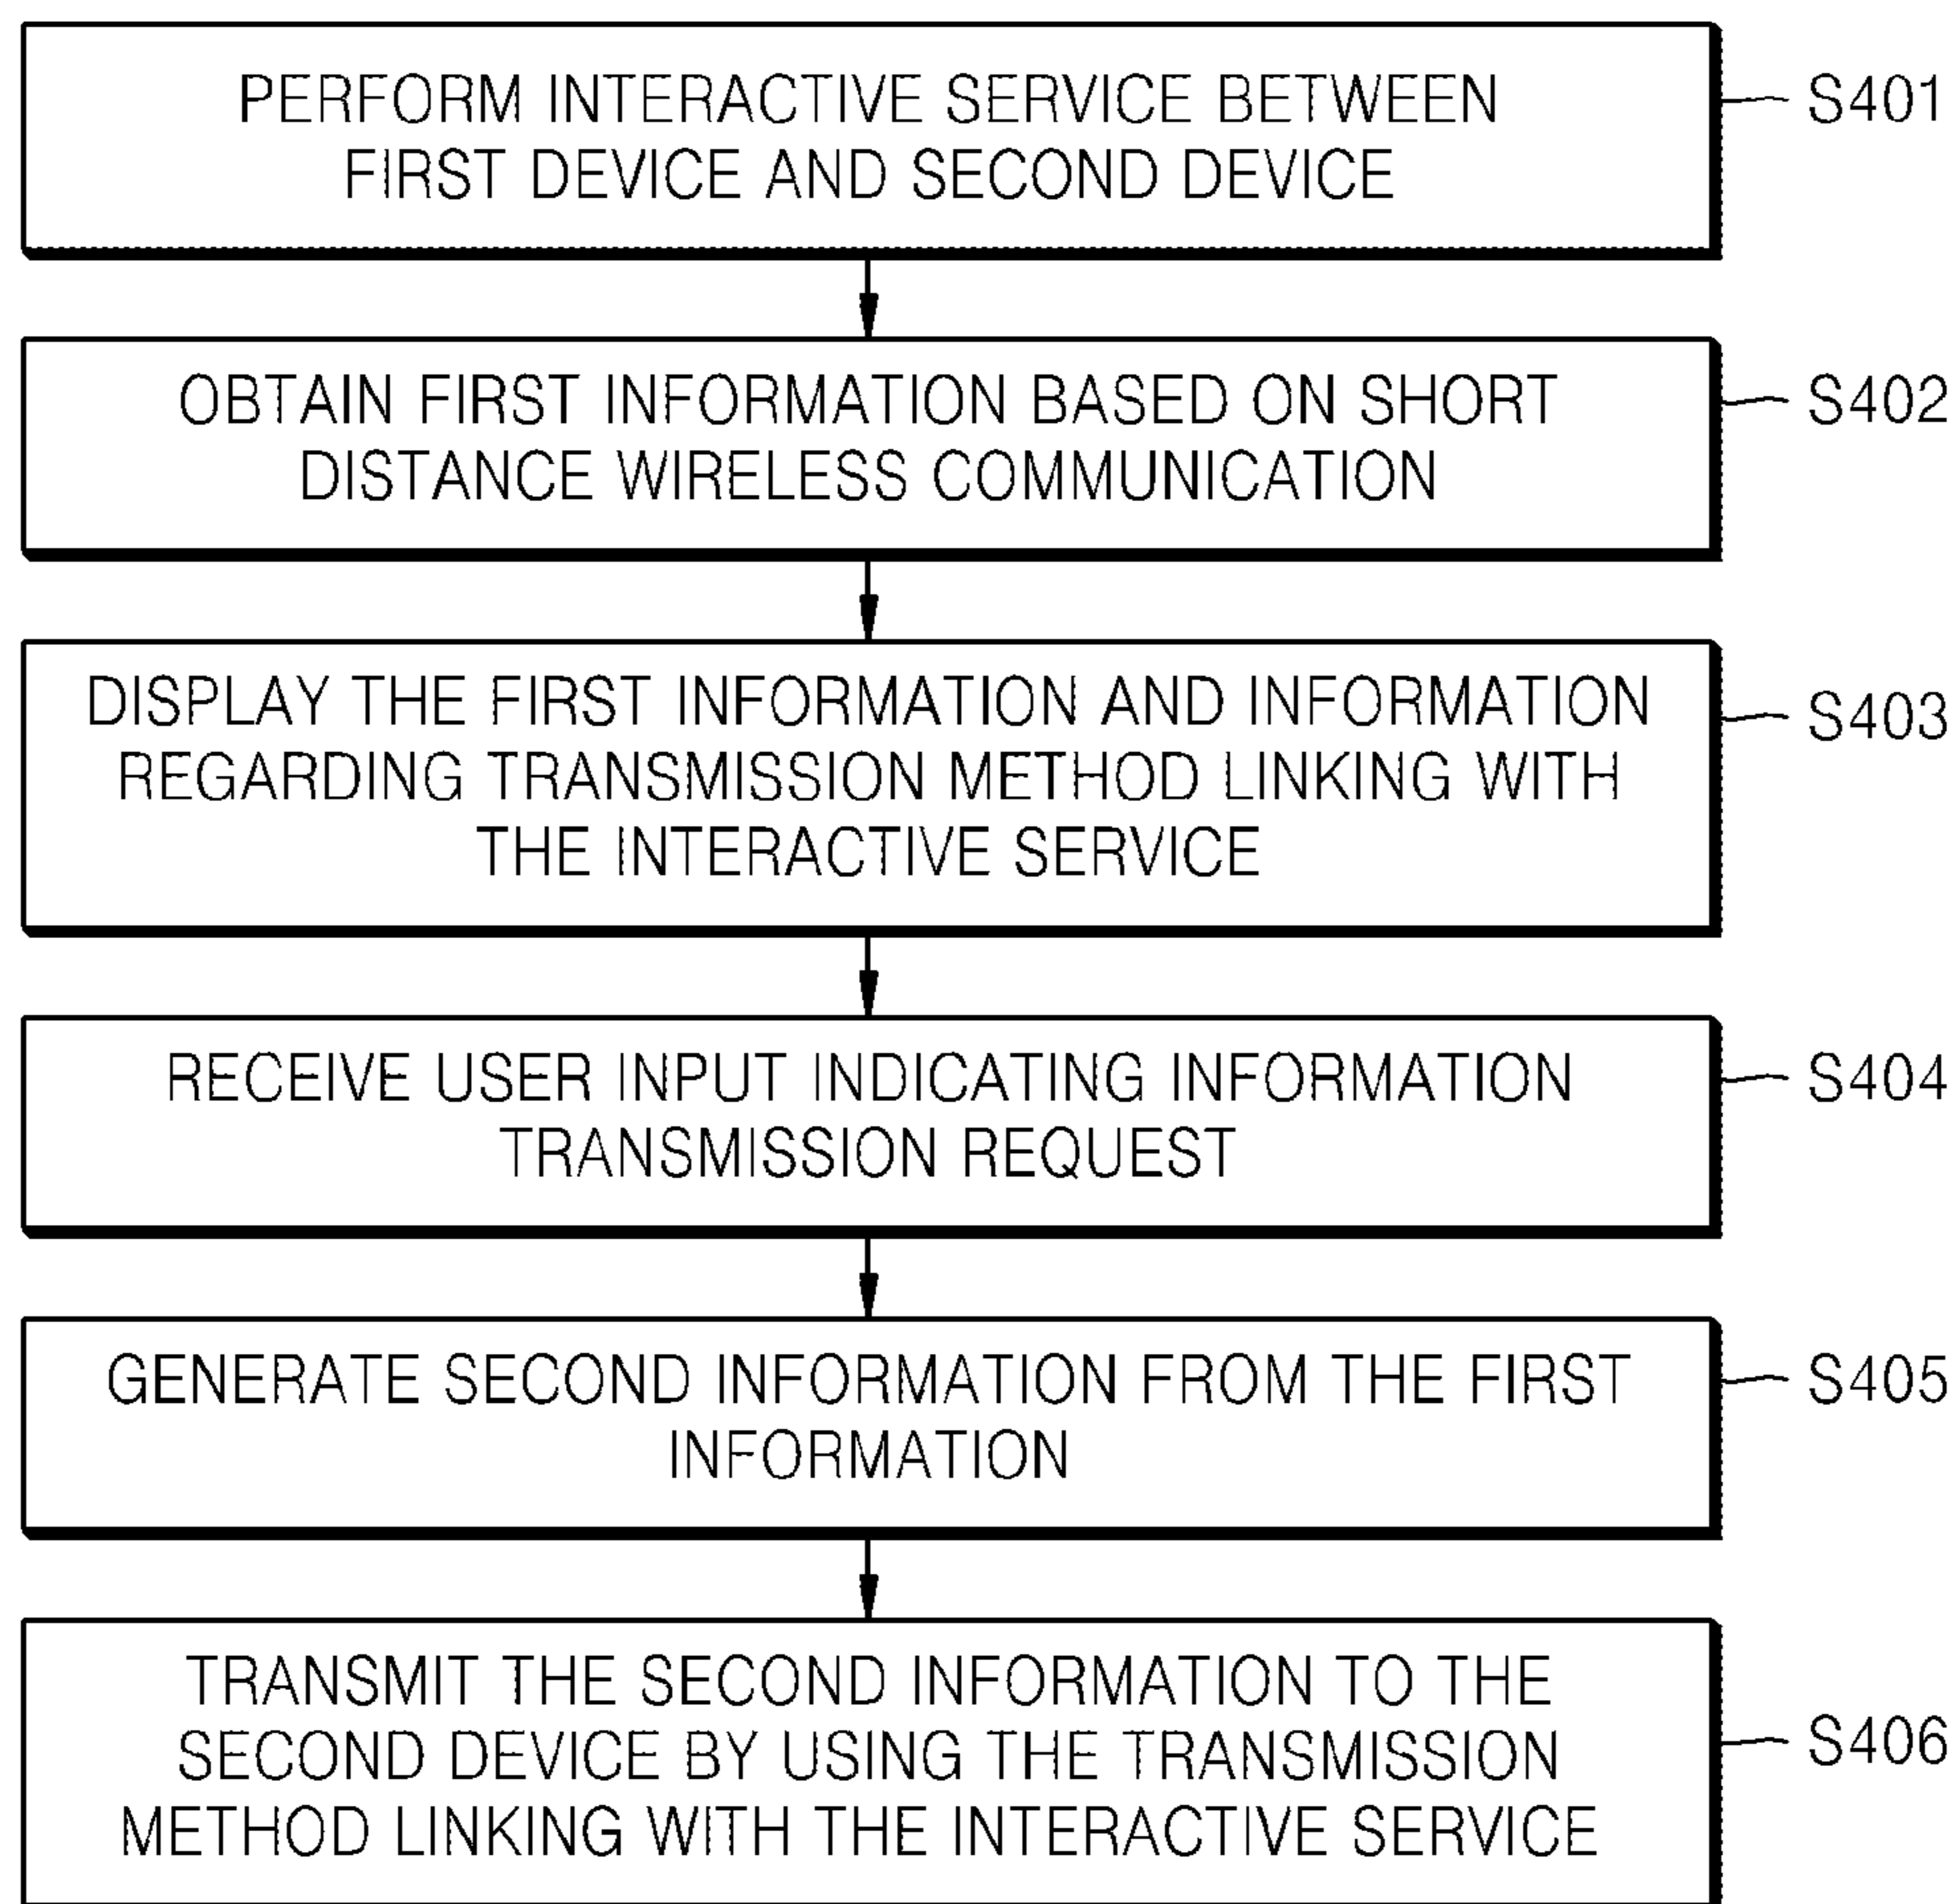 PERFORM INTERACTIVE SERVICE BETWEEN
FIRST DEVICE AND SECOND DEVICE
S401
OBTAIN FIRST INFORMATION BASED ON SHORT
DISTANCE WIRELESS COMMUNICATION
S402
DISPLAY THE FIRST INFORMATION AND INFORMATION
REGARDING TRANSMISSION METHOD LINKING WITH
THE INTERACTIVE SERVICE
S403
RECEIVE USER INPUT INDICATING INFORMATION
TRANSMISSION REQUEST
S404
GENERATE SECOND INFORMATION FROM THE FIRST
INFORMATION
S405
TRANSMIT THE SECOND INFORMATION TO THE
SECOND DEVICE BY USING THE TRANSMISSION
METHOD LINKING WITH THE INTERACTIVE SERVICE
S406